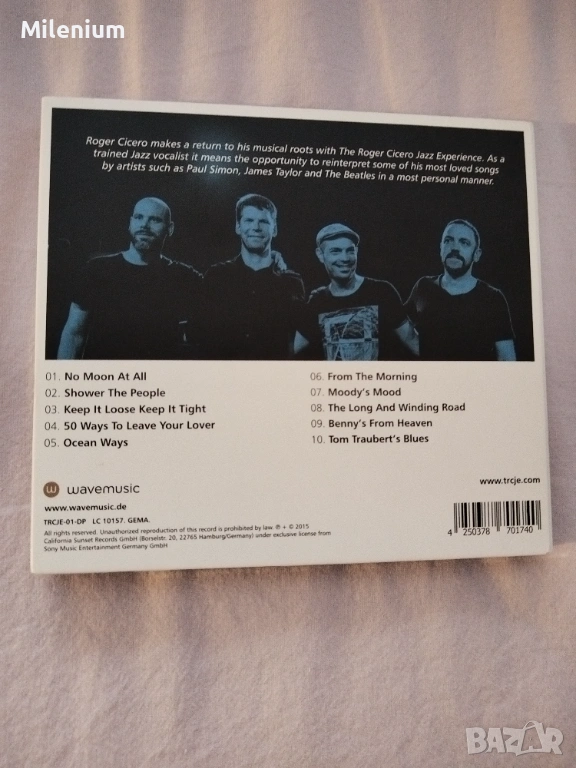 Milenium
Roger Cicero makes a return to his musical roots with The Roger Cicero Jazz Experience. As a
trained Jazz vocalist it means the opportunity to reinterpret some of his most loved songs
by artists such as Paul Simon, James Taylor and The Beatles in a most personal manner.
01. No Moon At All
02. Shower The People
03. Keep It Loose Keep It Tight
04. 50 Ways To Leave Your Lover
05. Ocean Ways
06. From The Morning
07. Moody's Mood
08. The Long And Winding Road
09. Benny's From Heaven
10. Tom Traubert's Blues
w wavemusic
www.wavemusic.de
www.trcje.com
TRCJE-01-DP LC 10157. GEMA.
All rights reserved. Unauthorized reproduction of this record is prohibited by law. ℗ + © 2015
California Sunset Records GmbH (Borselstr. 20, 22765 Hamburg/Germany) under exclusive license from
Sony Music Entertainment Germany GmbH
4 250378 701740
BAZAR